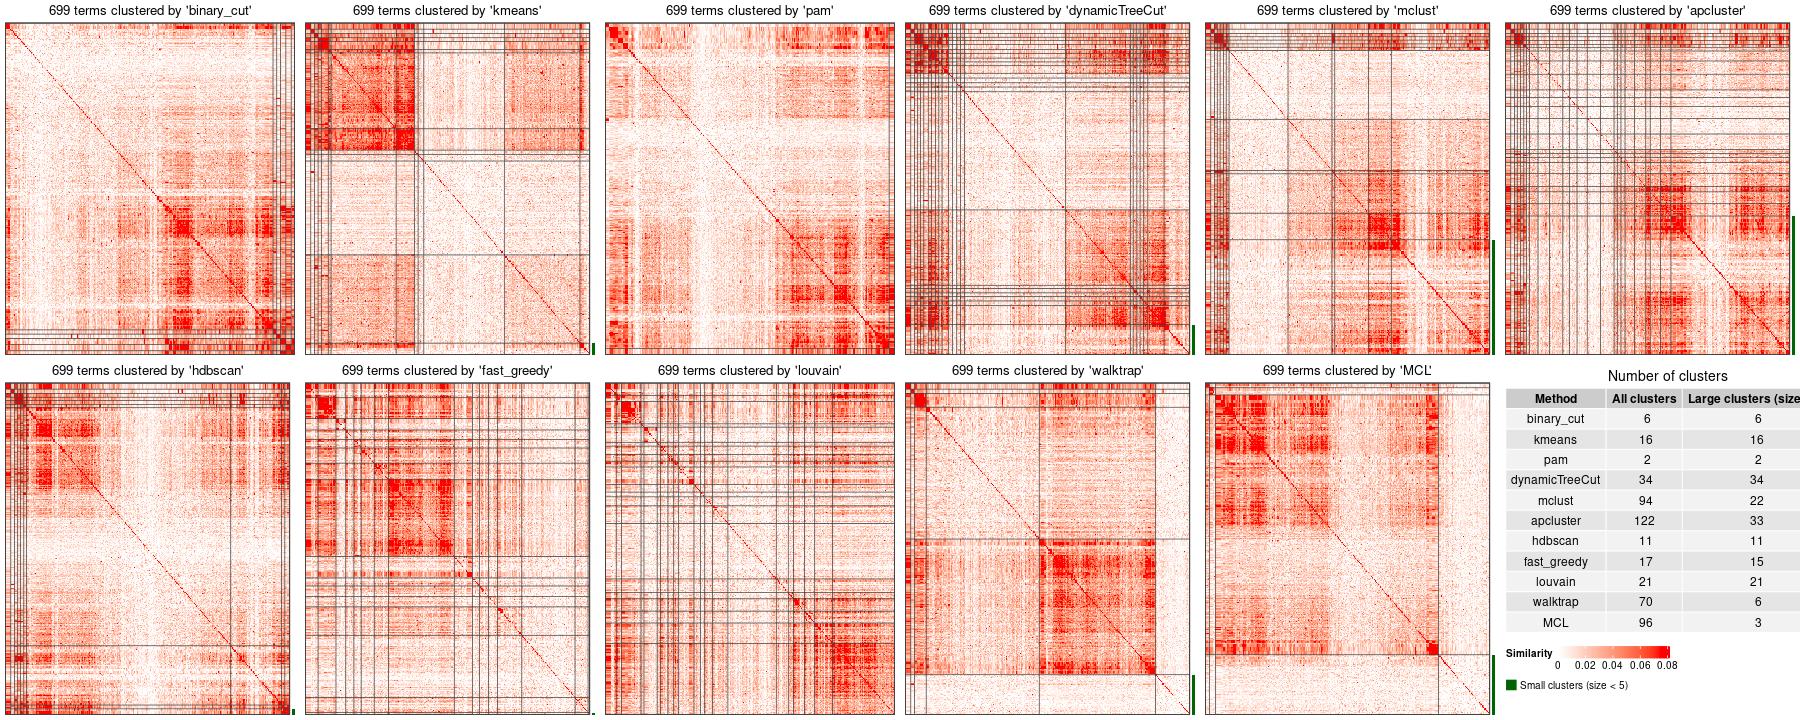 699 terms clustered by 'binary_cut'
699 terms clustered by 'kmeans'
699 terms clustered by 'pam'
699 terms clustered by 'dynamicTreeCut'
699 terms clustered by 'mclust'
699 terms clustered by 'apcluster'
699 terms clustered by 'hdbscan'
699 terms clustered by 'fast_greedy'
699 terms clustered by 'louvain'
699 terms clustered by 'walktrap'
699 terms clustered by 'MCL'
Number of clusters
Method All clusters Large clusters (size
binary_cut 6 6
kmeans 16 16
pam 2 2
dynamicTreeCut 34 34
mclust 94 22
apcluster 122 33
hdbscan 11 11
fast_greedy 17 15
louvain 21 21
walktrap 70 6
MCL 96 3
Similarity
0 0.02 0.04 0.06 0.08
Small clusters (size < 5)